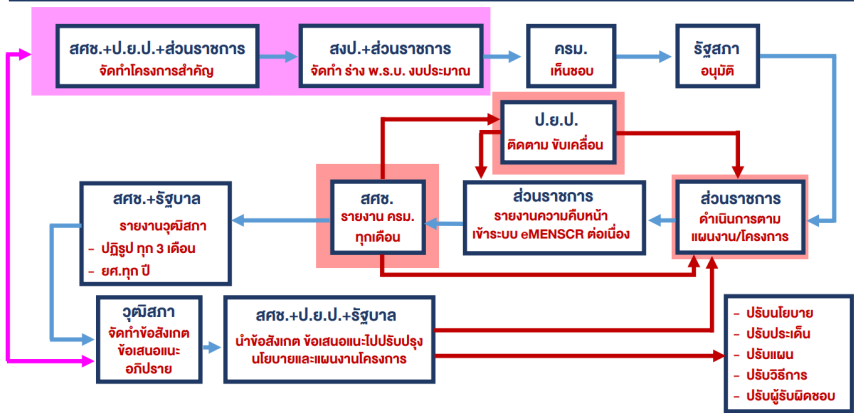 สศช.+ป.ย.ป.+ส่วนราชการ
จัดทำโครงการสำคัญ
สงป.+ส่วนราชการ
จัดทำ ร่าง พ.ร.บ. งบประมาณ
ครม.
เห็นชอบ
รัฐสภา
อนุมัติ
ป.ย.ป.
ติดตาม ขับเคลื่อน
สศช.+รัฐบาล
รายงานวุฒิสภา
- ปฏิรูป ทุก 3 เดือน
- ยศ.ทุก ปี
สศช.
รายงาน ครม.
ทุกเดือน
ส่วนราชการ
รายงานความคืบหน้า
เข้าระบบ eMENSCR ต่อเนื่อง
ส่วนราชการ
ดำเนินการตาม
แผนงาน/โครงการ
วุฒิสภา
จัดทำข้อสังเกต
ข้อเสนอแนะ
อภิปราย
สศช.+ป.ย.ป.+รัฐบาล
นำข้อสังเกต ข้อเสนอแนะไปปรับปรุง
นโยบายและแผนงานโครงการ
- ปรับนโยบาย
- ปรับประเด็น
- ปรับแผน
- ปรับวิธีการ
- ปรับผู้รับผิดชอบ